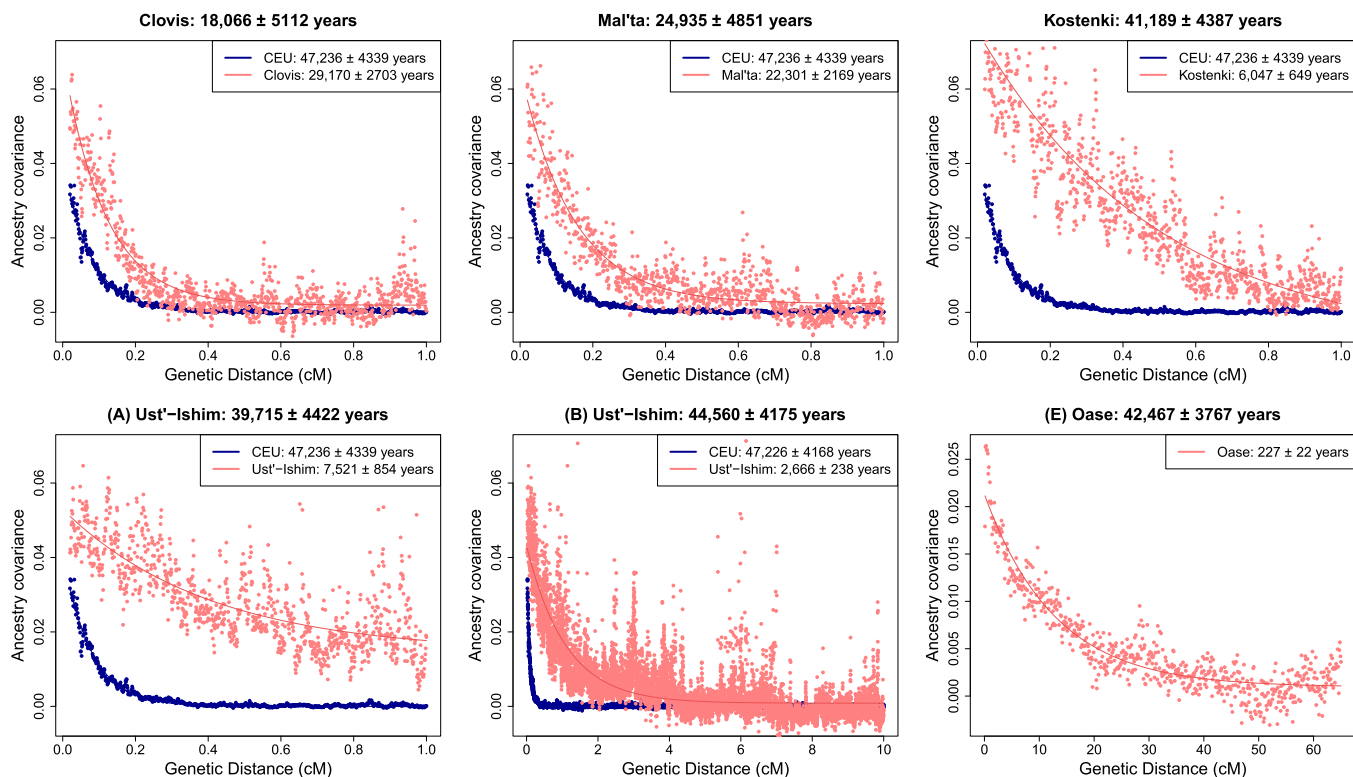 Clovis: 18,066 ± 5112 years
CEU: 47,236 ± 4339 years
Clovis: 29,170 ± 2703 years
Ancestry covariance
0.00
0.02
0.04
0.06
0.0
0.2
0.4
0.6
0.8
1.0
Genetic Distance (cM)
Mal'ta: 24,935 ± 4851 years
CEU: 47,236 ± 4339 years
Mal'ta: 22,301 ± 2169 years
Ancestry covariance
0.00
0.02
0.04
0.06
0.0
0.2
0.4
0.6
0.8
1.0
Genetic Distance (cM)
Kostenki: 41,189 ± 4387 years
CEU: 47,236 ± 4339 years
Kostenki: 6,047 ± 649 years
Ancestry covariance
0.00
0.02
0.04
0.06
0.0
0.2
0.4
0.6
0.8
1.0
Genetic Distance (cM)
(A) Ust'−Ishim: 39,715 ± 4422 years
CEU: 47,236 ± 4339 years
Ust'−Ishim: 7,521 ± 854 years
Ancestry covariance
0.00
0.02
0.04
0.06
0.0
0.2
0.4
0.6
0.8
1.0
Genetic Distance (cM)
(B) Ust'−Ishim: 44,560 ± 4175 years
CEU: 47,226 ± 4168 years
Ust'−Ishim: 2,666 ± 238 years
Ancestry covariance
0.00
0.02
0.04
0.06
0
2
4
6
8
10
Genetic Distance (cM)
(E) Oase: 42,467 ± 3767 years
Oase: 227 ± 22 years
Ancestry covariance
0.000
0.005
0.010
0.015
0.020
0.025
0
10
20
30
40
50
60
Genetic Distance (cM)